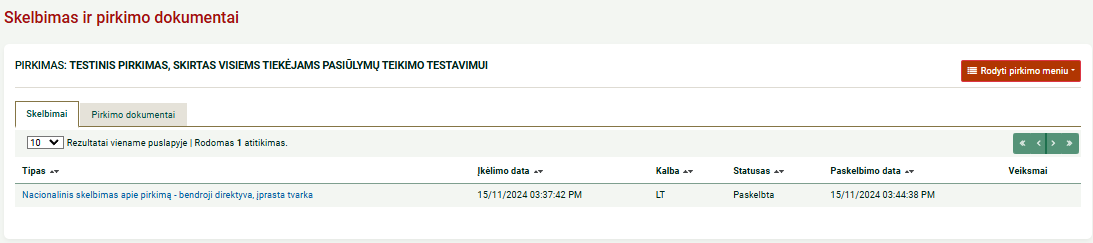 Skelbimas ir pirkimo dokumentai
PIRKIMAS: TESTINIS PIRKIMAS, SKIRTAS VISIEMS TIEKĖJAMS PASIŪLYMŲ TEIKIMO TESTAVIMUI
Rodyti pirkimo meniu
Skelbimai Pirkimo dokumentai
10 Rezultatai viename puslapyje | Rodomas 1 atitikimas.
Tipas Įkėlimo data Kalba Statusas Paskelbimo data Veiksmai
Nacionalinis skelbimas apie pirkimą - bendroji direktyva, įprasta tvarka 15/11/2024 03:37:42 PM LT Paskelbta 15/11/2024 03:44:38 PM